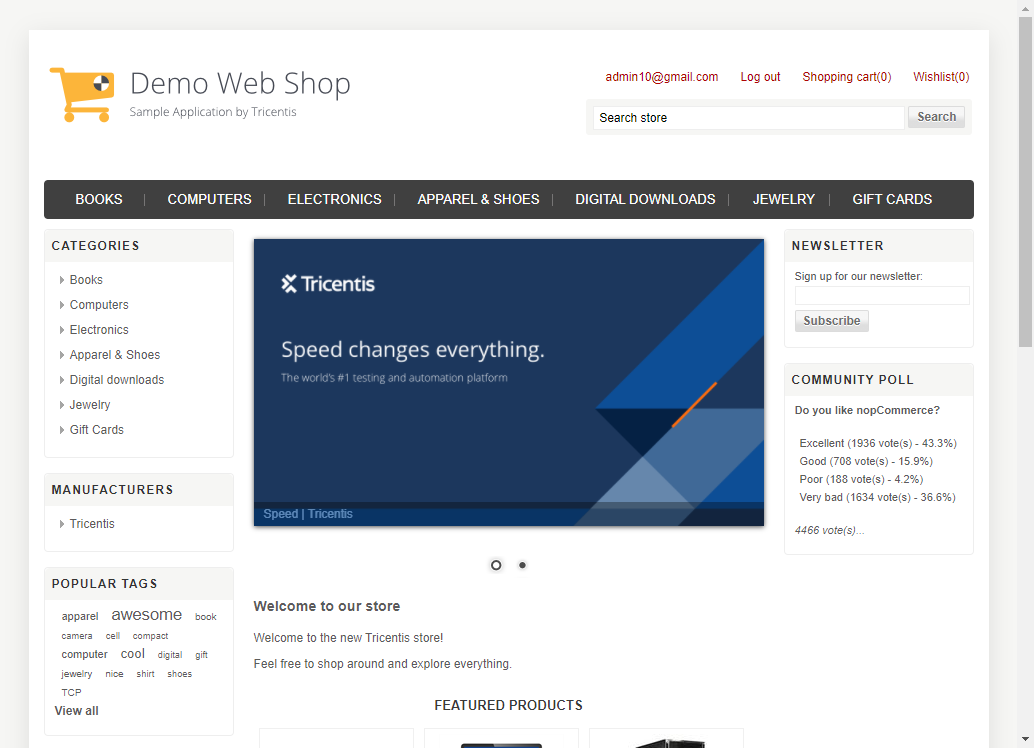 Demo Web Shop
Sample Application by Tricentis
admin10@gmail.com Log out Shopping cart(0) Wishlist(0)
Search store Search
BOOKS COMPUTERS ELECTRONICS APPAREL & SHOES DIGITAL DOWNLOADS JEWELRY GIFT CARDS
CATEGORIES
Books
Computers
Electronics
Apparel & Shoes
Digital downloads
Jewelry
Gift Cards
MANUFACTURERS
Tricentis
POPULAR TAGS
apparel awesome book
camera cell compact
computer cool digital gift
jewelry nice shirt shoes
TCP
View all
Tricentis
Speed changes everything.
The world's #1 testing and automation platform
Speed | Tricentis
Welcome to our store
Welcome to the new Tricentis store!
Feel free to shop around and explore everything.
FEATURED PRODUCTS
NEWSLETTER
Sign up for our newsletter:
Subscribe
COMMUNITY POLL
Do you like nopCommerce?
Excellent (1936 vote(s) - 43.3%)
Good (708 vote(s) - 15.9%)
Poor (188 vote(s) - 4.2%)
Very bad (1634 vote(s) - 36.6%)
4466 vote(s)...